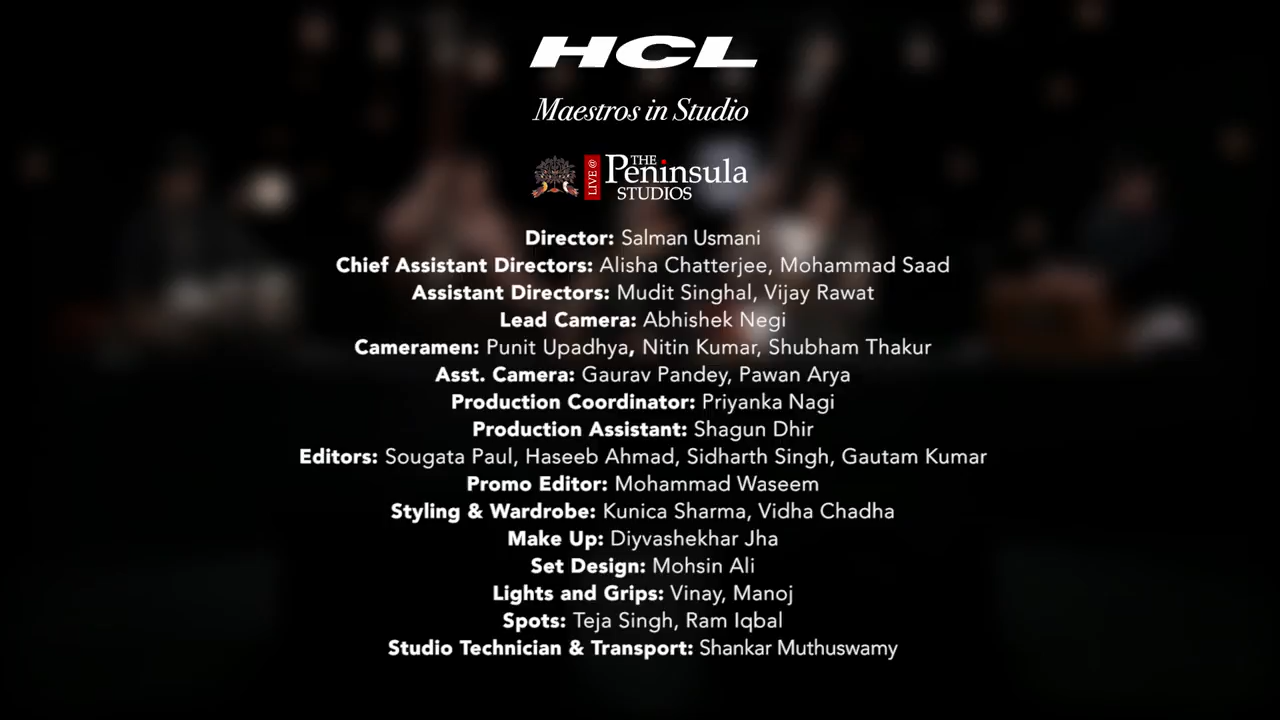 HCL
Maestros in Studio
LIVE @ THE Peninsula STUDIOS
Director: Salman Usmani
Chief Assistant Directors: Alisha Chatterjee, Mohammad Saad
Assistant Directors: Mudit Singhal, Vijay Rawat
Lead Camera: Abhishek Negi
Cameramen: Punit Upadhya, Nitin Kumar, Shubham Thakur
Asst. Camera: Gaurav Pandey, Pawan Arya
Production Coordinator: Priyanka Nagi
Production Assistant: Shagun Dhir
Editors: Sougata Paul, Haseeb Ahmad, Sidharth Singh, Gautam Kumar
Promo Editor: Mohammad Waseem
Styling & Wardrobe: Kunica Sharma, Vidha Chadha
Make Up: Diyvashekhar Jha
Set Design: Mohsin Ali
Lights and Grips: Vinay, Manoj
Spots: Teja Singh, Ram Iqbal
Studio Technician & Transport: Shankar Muthuswamy